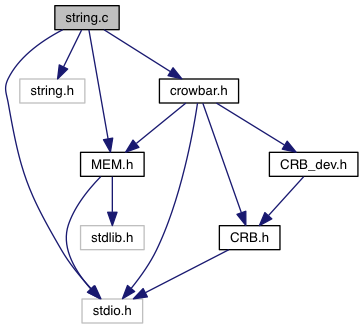 string.c
string.h
crowbar.h
MEM.h
CRB_dev.h
stdlib.h
CRB.h
stdio.h